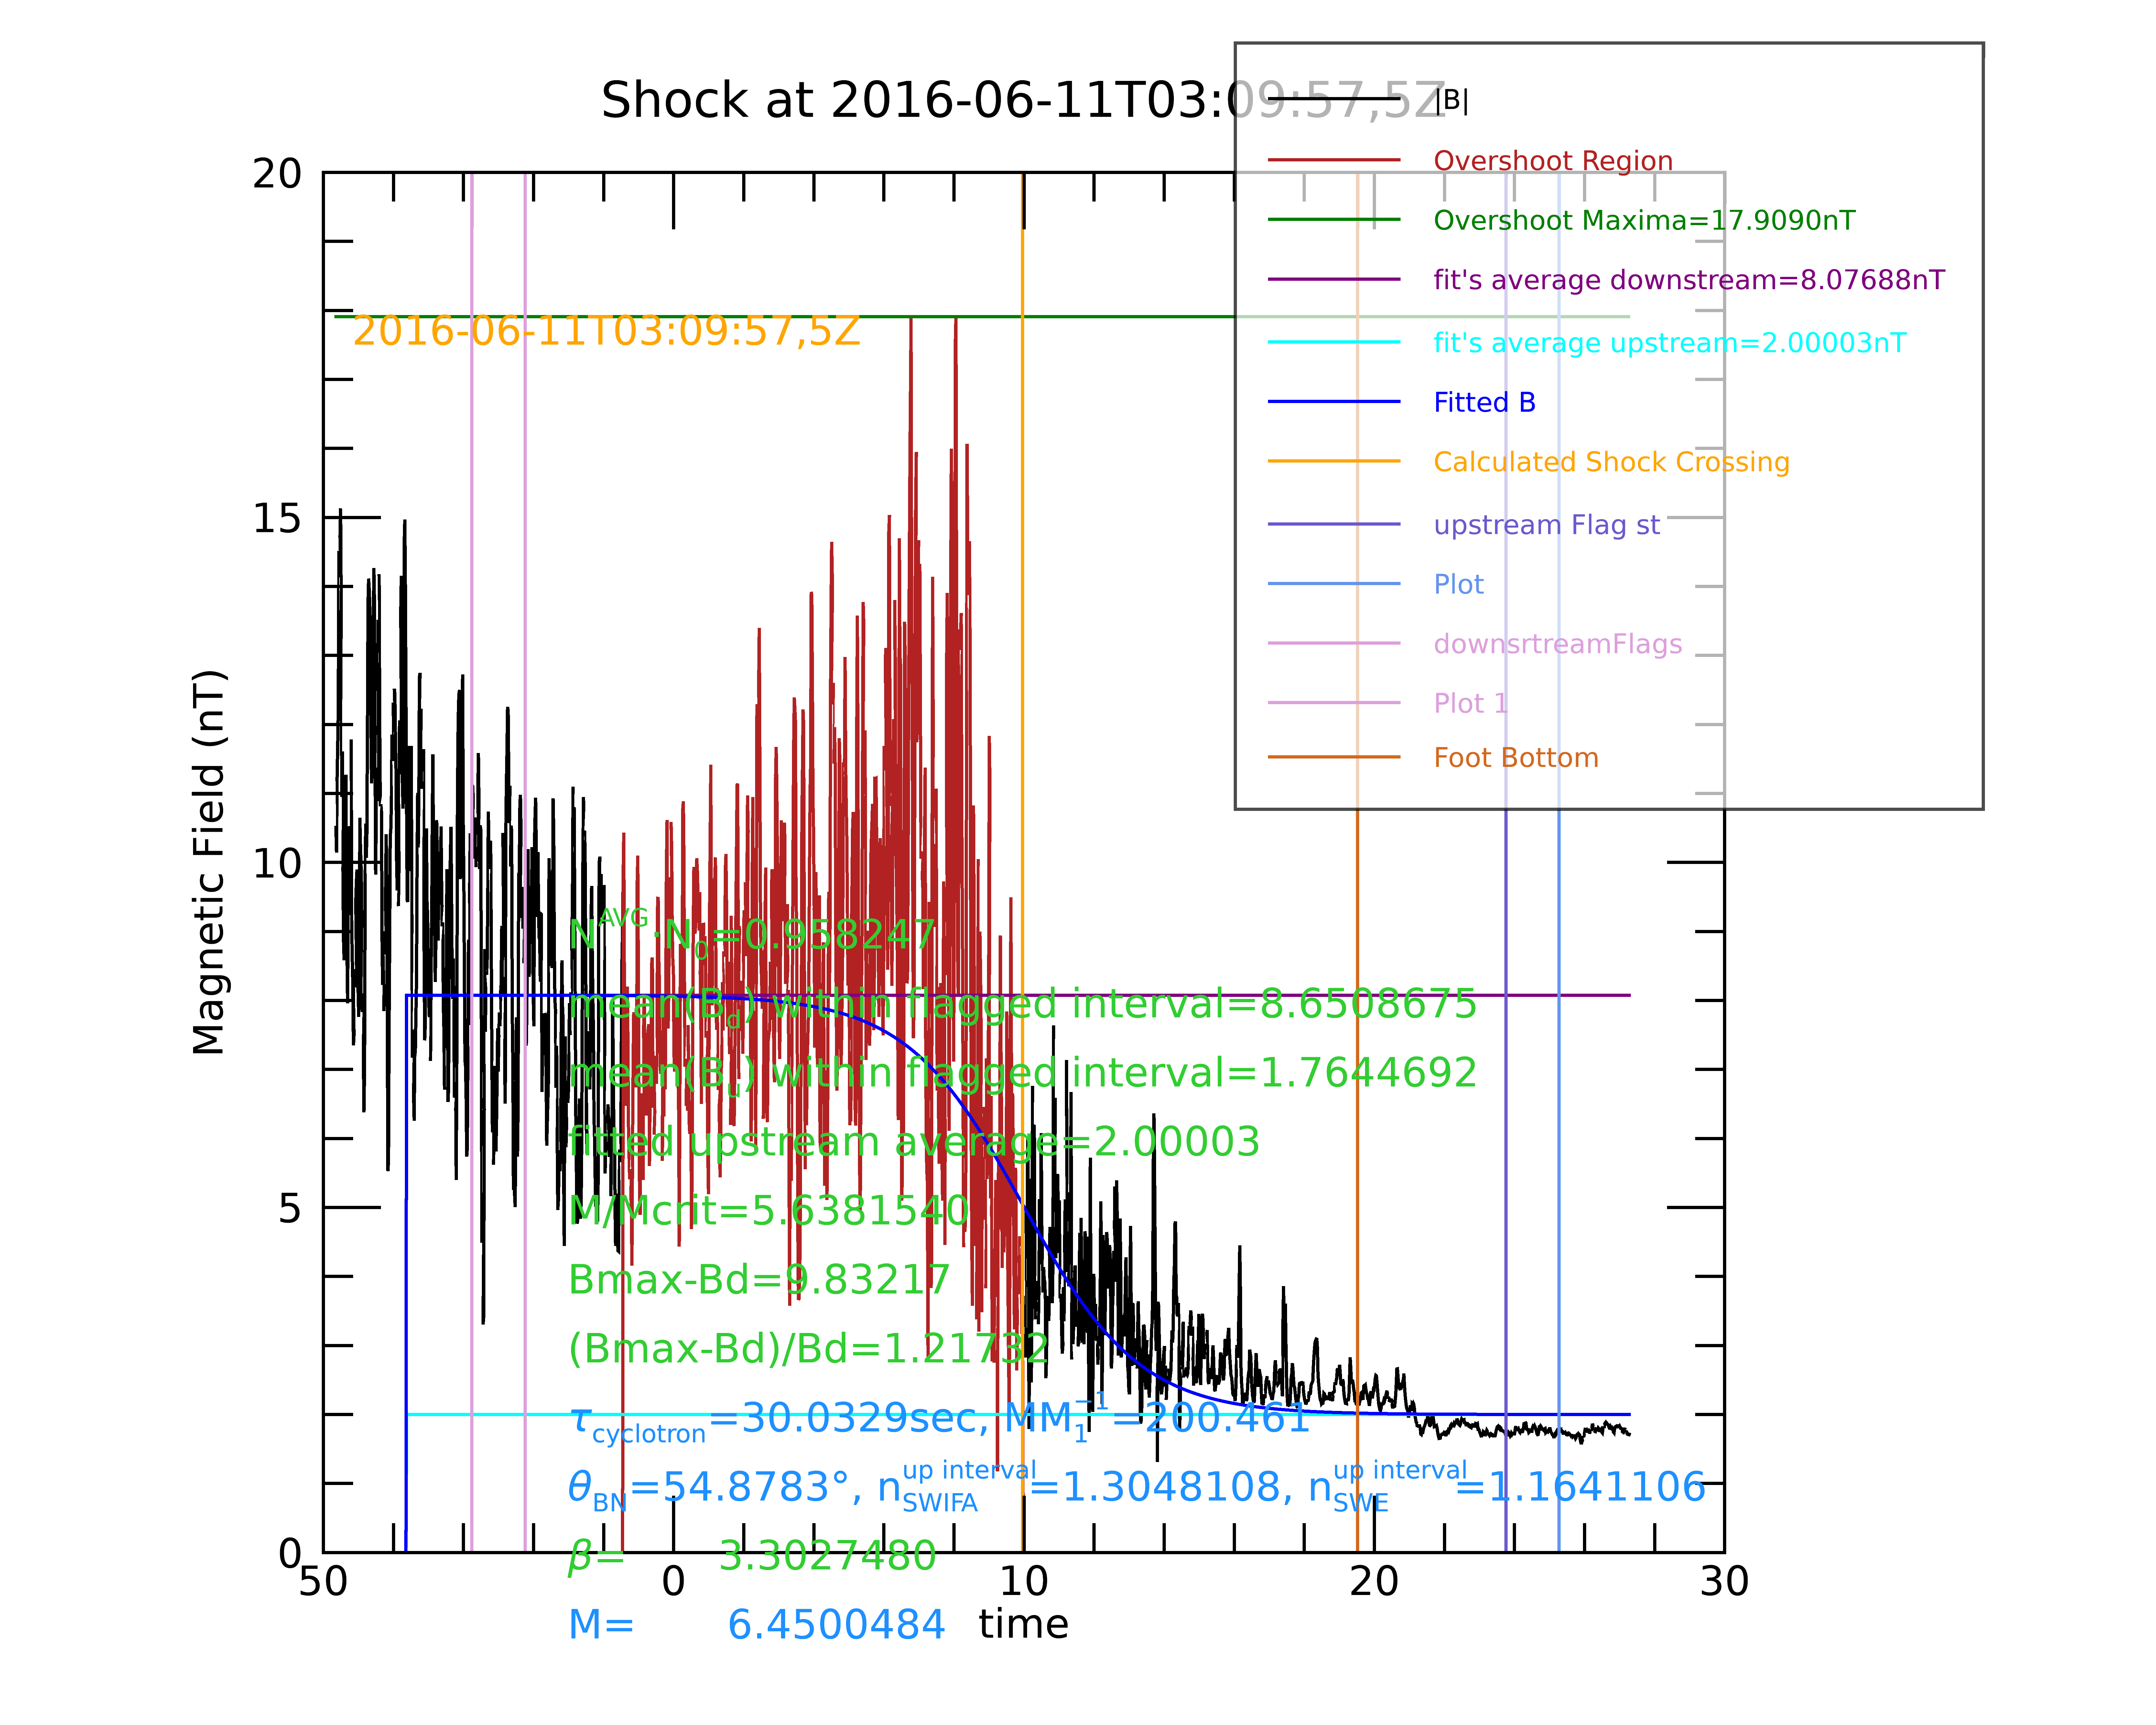 Shock at 2016-06-11T03:09:57,5Z
|B|
Overshoot Region
Overshoot Maxima=17.9090nT
fit's average downstream=8.07688nT
fit's average upstream=2.00003nT
Fitted B
Calculated Shock Crossing
upstream Flag st
Plot
downsrtreamFlags
Plot 1
Foot Bottom
20
15
10
5
0
Magnetic Field (nT)
2016-06-11T03:09:57,5Z
N^AVG·N_0=0.958247
mean(B_d) within flagged interval=8.6508675
mean(B_u) within flagged interval=1.7644692
fitted upstream average=2.00003
M/Mcrit=5.6381540
Bmax-Bd=9.83217
(Bmax-Bd)/Bd=1.21732
τ_cyclotron=30.0329sec, MM_1^−1=200.461
θ_BN=54.8783°, n_SWIFA^up interval=1.3048108, n_SWE^up interval=1.1641106
β= 3.3027480
M= 6.4500484
50 0 10 20 30
time